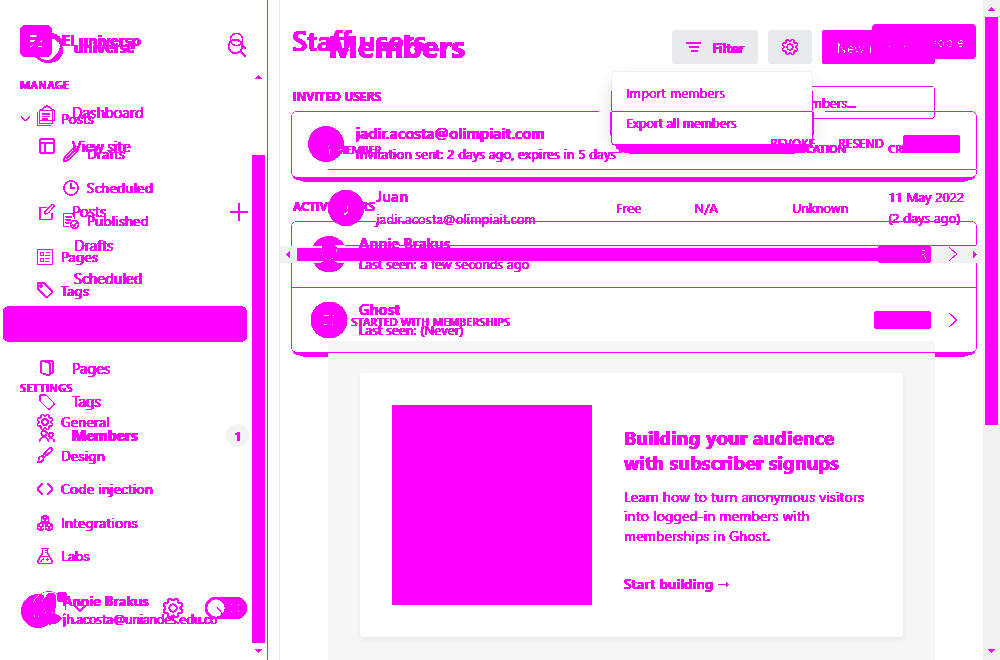 El universo
universe
MANAGE
Dashboard
Posts
View site
Drafts
Scheduled
Posts
Published
Drafts
Pages
Scheduled
Tags
Pages
SETTINGS
Tags
General
Members
1
Design
Code injection
Integrations
Labs
Annie Brakus
jh.acosta@uniandes.edu.co
Staff users
Members
Filter
New
Import members
Export all members
INVITED USERS
jadir.acosta@olimpiait.com
Invitation sent: 2 days ago, expires in 5 days
MEMBER
REVOKE
RESEND
Juan
jadir.acosta@olimpiait.com
Free
N/A
Unknown
11 May 2022
(2 days ago)
Annie Brakus
Last seen: a few seconds ago
Ghost
STARTED WITH MEMBERSHIPS
Last seen: (Never)
Building your audience
with subscriber signups
Learn how to turn anonymous visitors
into logged-in members with
memberships in Ghost.
Start building →